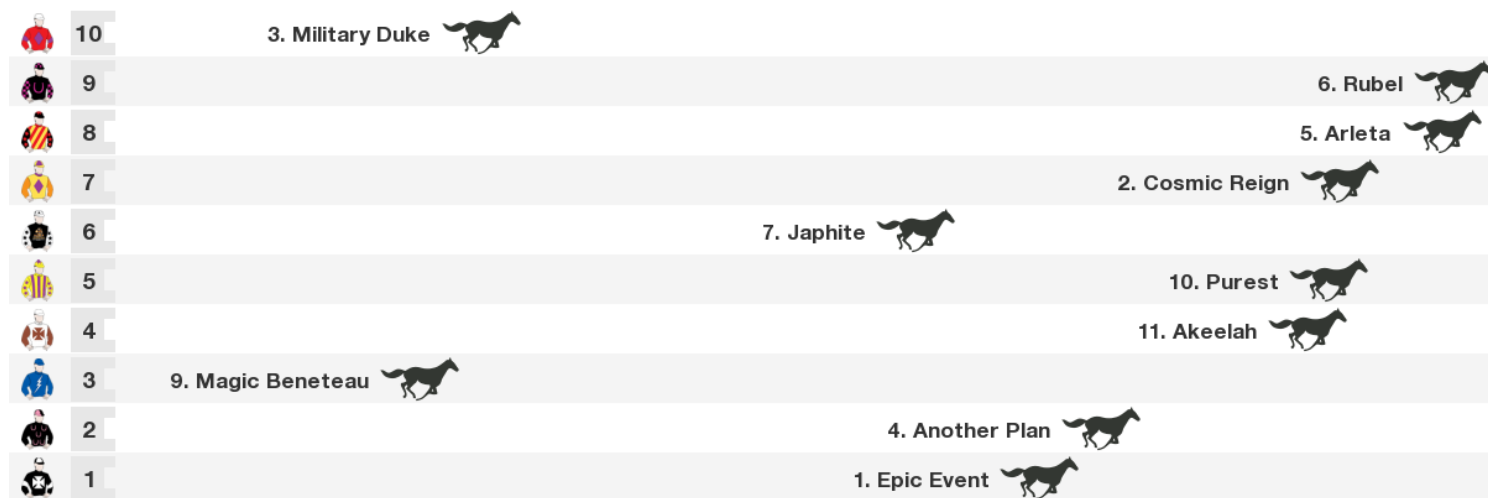 10 3. Military Duke
9 6. Rubel
8 5. Arleta
7 2. Cosmic Reign
6 7. Japhite
5 10. Purest
4 11. Akeelah
3 9. Magic Beneteau
2 4. Another Plan
1 1. Epic Event